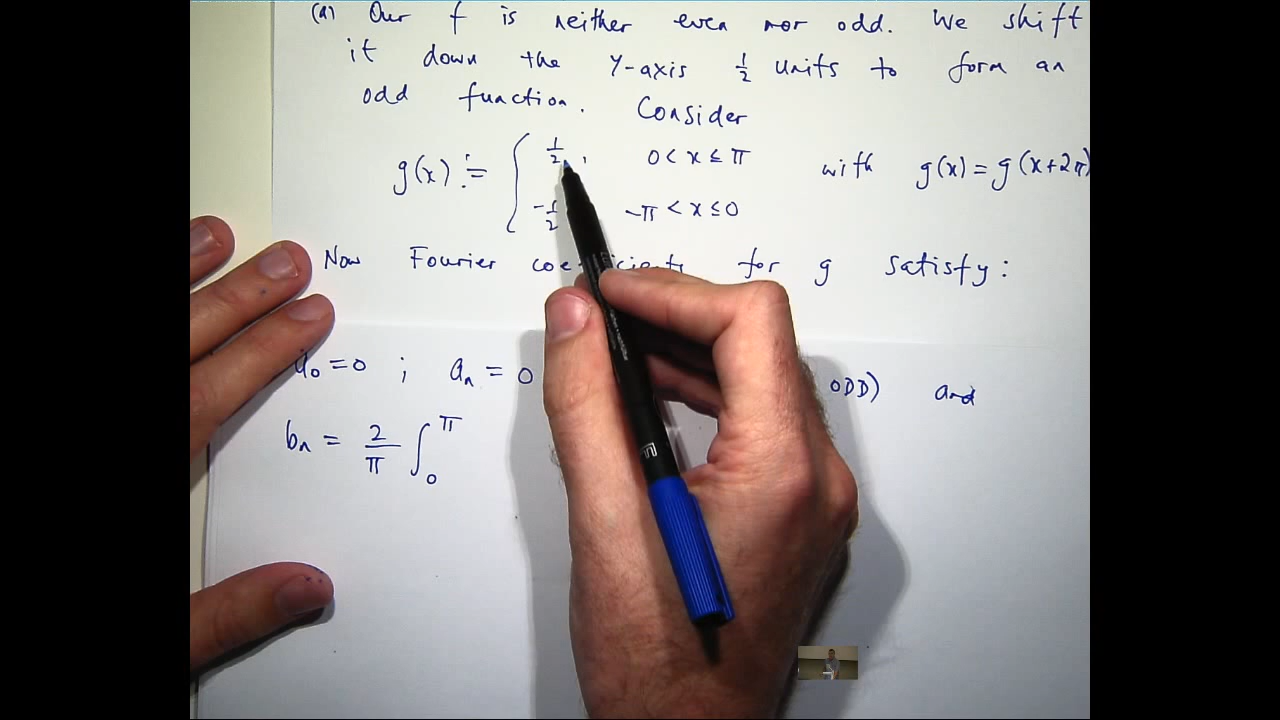 (a) Our f is neither even nor odd. We shift
it down the Y-axis 1/2 units to form an
odd function. Consider
g(x) := { 1/2, 0 < x ≤ π with g(x) = g(x+2π)
-1/2 -π < x ≤ 0
Now Fourier for g satisfy:
a₀ = 0 ; aₙ = 0 ODD) and
bₙ = 2/π ∫₀^π